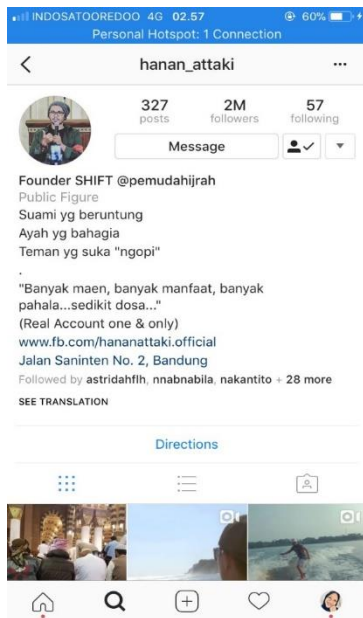 INDOSATOOREDOO 4G 02.57 60%
Personal Hotspot: 1 Connection
hanan_attaki
327 2M 57
posts followers following
Message
Founder SHIFT @pemudahijrah
Public Figure
Suami yg beruntung
Ayah yg bahagia
Teman yg suka "ngopi"
.
"Banyak maen, banyak manfaat, banyak
pahala...sedikit dosa..."
(Real Account one & only)
www.fb.com/hananattaki.official
Jalan Saninten No. 2, Bandung
Followed by astridahflh, nnabnabila, nakantito + 28 more
SEE TRANSLATION
Directions